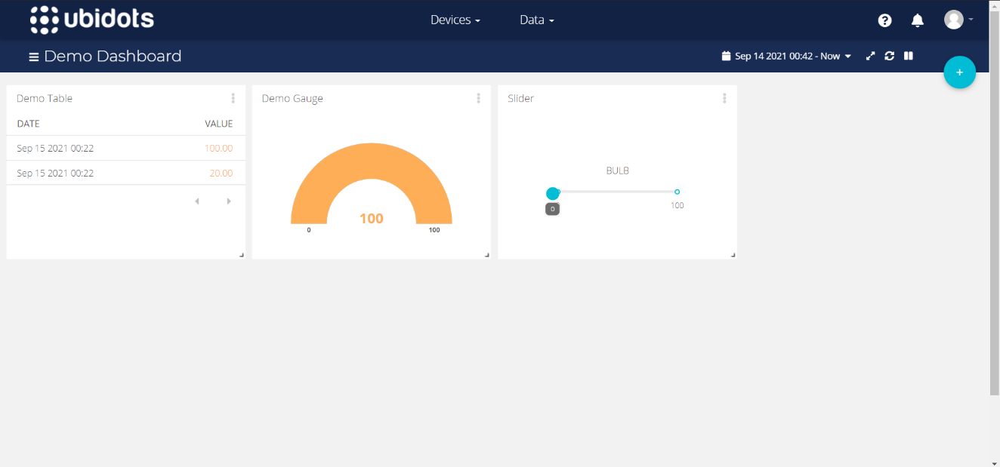 ubidots
Devices
Data
Demo Dashboard
Sep 14 2021 00:42 - Now
Demo Table
DATE VALUE
Sep 15 2021 00:22 100.00
Sep 15 2021 00:22 20.00
Demo Gauge
100
0 100
Slider
BULB
0
100